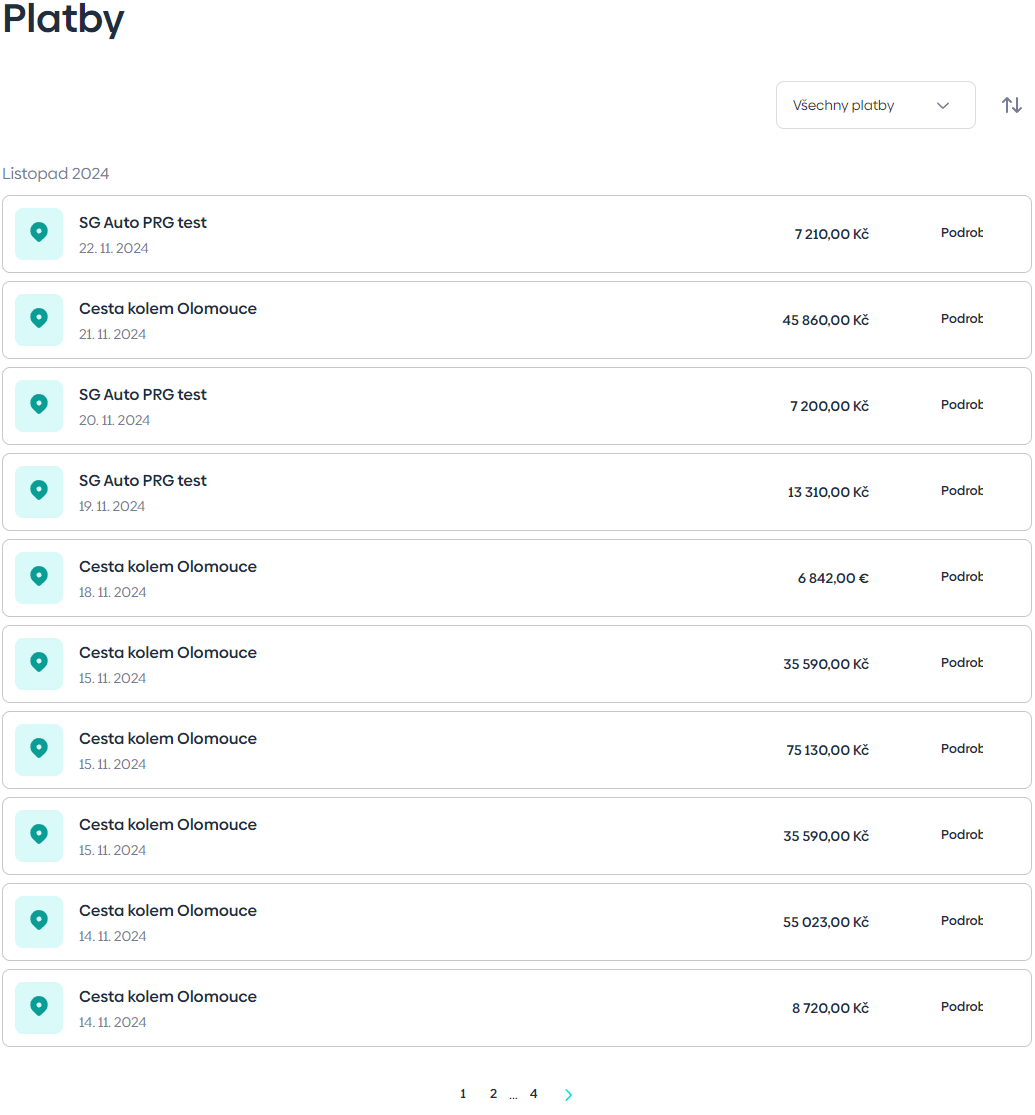 Platby
Všechny platby
Listopad 2024
SG Auto PRG test
22. 11. 2024
7 210,00 Kč
Podrob
Cesta kolem Olomouce
21. 11. 2024
45 860,00 Kč
Podrob
SG Auto PRG test
20. 11. 2024
7 200,00 Kč
Podrob
SG Auto PRG test
19. 11. 2024
13 310,00 Kč
Podrob
Cesta kolem Olomouce
18. 11. 2024
6 842,00 €
Podrob
Cesta kolem Olomouce
15. 11. 2024
35 590,00 Kč
Podrob
Cesta kolem Olomouce
15. 11. 2024
75 130,00 Kč
Podrob
Cesta kolem Olomouce
15. 11. 2024
35 590,00 Kč
Podrob
Cesta kolem Olomouce
14. 11. 2024
55 023,00 Kč
Podrob
Cesta kolem Olomouce
14. 11. 2024
8 720,00 Kč
Podrob
1 2 ... 4